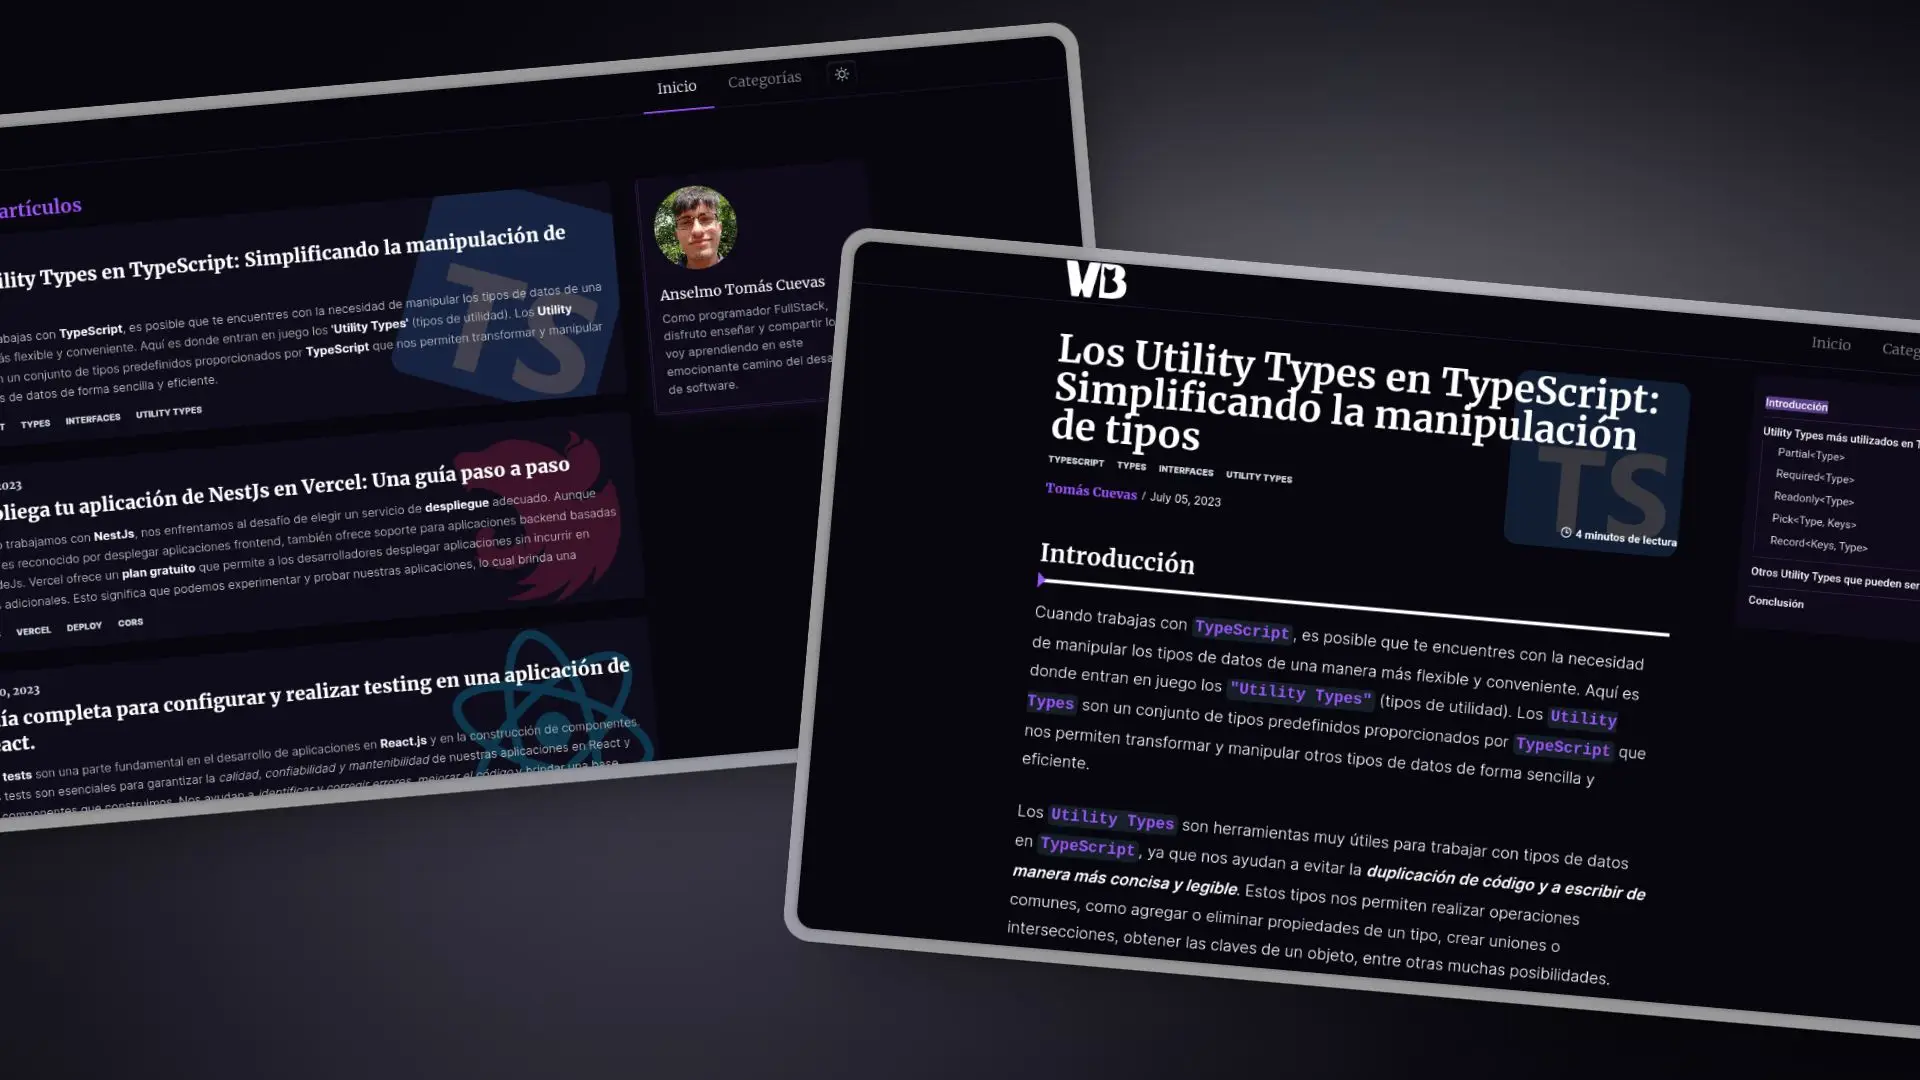 Inicio
Categorías
artículos
ility Types en TypeScript: Simplificando la manipulación de
abajas con TypeScript, es posible que te encuentres con la necesidad de manipular los tipos de datos de una
ás flexible y conveniente. Aquí es donde entran en juego los 'Utility Types' (tipos de utilidad). Los Utility
n un conjunto de tipos predefinidos proporcionados por TypeScript que nos permiten transformar y manipular
s de datos de forma sencilla y eficiente.
T TYPES INTERFACES UTILITY TYPES
Anselmo Tomás Cuevas
Como programador FullStack,
disfruto enseñar y compartir lo
voy aprendiendo en este
emocionante camino del desa
de software.
2023
pliega tu aplicación de NestJs en Vercel: Una guía paso a paso
o trabajamos con NestJs, nos enfrentamos al desafío de elegir un servicio de despliegue adecuado. Aunque
es reconocido por desplegar aplicaciones frontend, también ofrece soporte para aplicaciones backend basadas
deJs. Vercel ofrece un plan gratuito que permite a los desarrolladores desplegar aplicaciones sin incurrir en
s adicionales. Esto significa que podemos experimentar y probar nuestras aplicaciones, lo cual brinda una
VERCEL DEPLOY CORS
0, 2023
ía completa para configurar y realizar testing en una aplicación de
act.
tests son una parte fundamental en el desarrollo de aplicaciones en React.js y en la construcción de componentes.
s tests son esenciales para garantizar la calidad, confiabilidad y mantenibilidad de nuestras aplicaciones en React y
componentes que construimos. Nos ayudan a identificar y corregir errores, mejorar el código y brindar una base
TS
WB
Inicio
Categ
Los Utility Types en TypeScript:
Simplificando la manipulación
de tipos
TYPESCRIPT TYPES INTERFACES UTILITY TYPES
Tomás Cuevas / July 05, 2023
TS
4 minutos de lectura
Introducción
Cuando trabajas con TypeScript, es posible que te encuentres con la necesidad
de manipular los tipos de datos de una manera más flexible y conveniente. Aquí es
donde entran en juego los "Utility Types" (tipos de utilidad). Los Utility
Types son un conjunto de tipos predefinidos proporcionados por TypeScript que
nos permiten transformar y manipular otros tipos de datos de forma sencilla y
eficiente.
Los Utility Types son herramientas muy útiles para trabajar con tipos de datos
en TypeScript, ya que nos ayudan a evitar la duplicación de código y a escribir de
manera más concisa y legible. Estos tipos nos permiten realizar operaciones
comunes, como agregar o eliminar propiedades de un tipo, crear uniones o
intersecciones, obtener las claves de un objeto, entre otras muchas posibilidades.
Introducción
Utility Types más utilizados en T
Partial<Type>
Required<Type>
Readonly<Type>
Pick<Type, Keys>
Record<Keys, Type>
Otros Utility Types que pueden ser
Conclusión